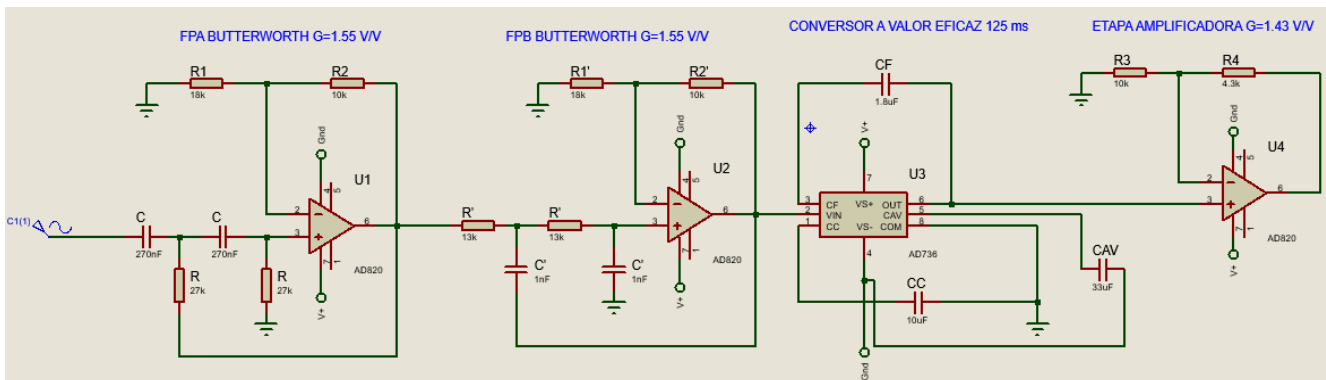 FPA BUTTERWORTH G=1.55 V/V
FPB BUTTERWORTH G=1.55 V/V
CONVERSOR A VALOR EFICAZ 125 ms
ETAPA AMPLIFICADORA G=1.43 V/V
R1
18k
R2
10k
Gnd
4
5
U1
2
3
6
7
1
AD820
V+
C1(1)
C
270nF
C
270nF
R
27k
R
27k
R1'
18k
R2'
10k
Gnd
4
5
U2
2
3
6
7
1
AD820
V+
R'
13k
R'
13k
C'
1nF
C'
1nF
CF
1.8uF
V+
7
U3
3 CF VS+ OUT 6
2 VIN CAV 5
1 CC VS- COM 8
4
AD736
CAV
33uF
CC
10uF
Gnd
R3
10k
R4
4.3k
Gnd
4
5
U4
2
3
6
7
1
AD820
V+